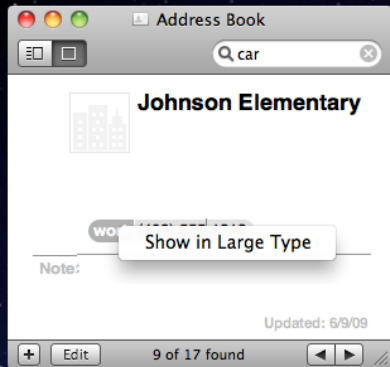 Address Book
car
Johnson Elementary
work
Show in Large Type
Note:
Updated: 6/9/09
Edit
9 of 17 found